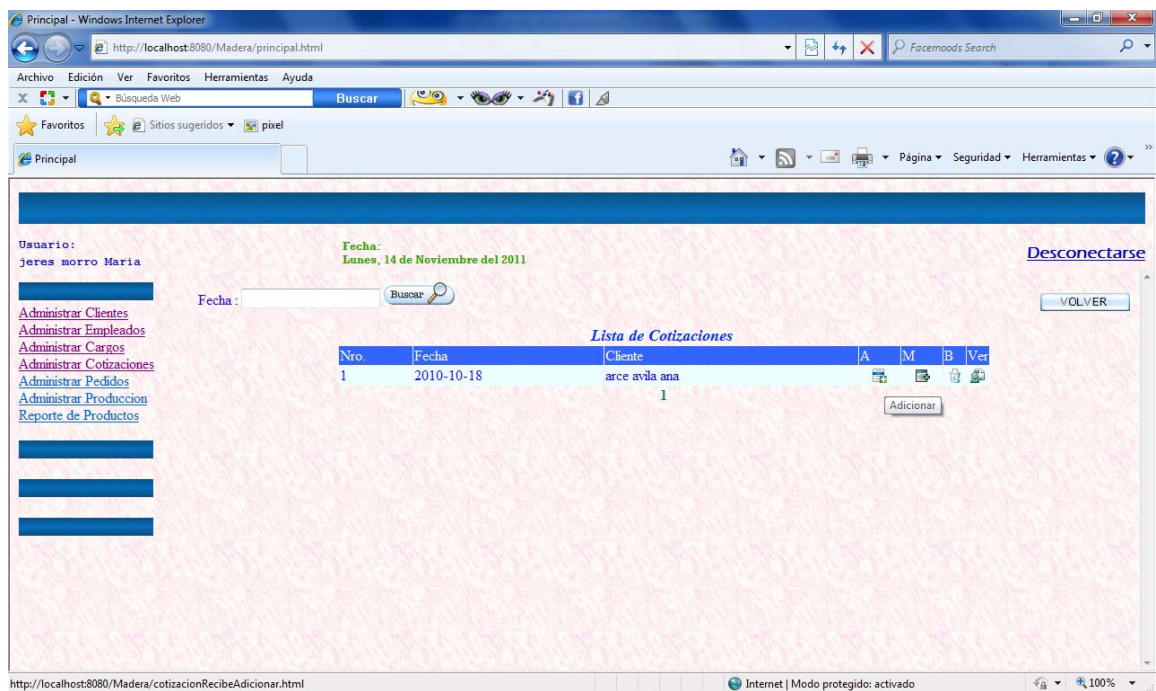 Principal - Windows Internet Explorer
http://localhost:8080/Madera/principal.html
Facemoods Search
Archivo Edición Ver Favoritos Herramientas Ayuda
X Búsqueda Web Buscar
Favoritos Sitios sugeridos pixel
Principal
Página Seguridad Herramientas
Usuario:
jeres morro Maria
Fecha:
Lunes, 14 de Noviembre del 2011
Desconectarse
Fecha : Buscar
VOLVER
Administrar Clientes
Administrar Empleados
Administrar Cargos
Administrar Cotizaciones
Administrar Pedidos
Administrar Produccion
Reporte de Productos
Lista de Cotizaciones
Nro. Fecha Cliente A M B Ver
1 2010-10-18 arce avila ana
1
Adicionar
http://localhost:8080/Madera/cotizacionRecibeAdicionar.html
Internet | Modo protegido: activado
100%